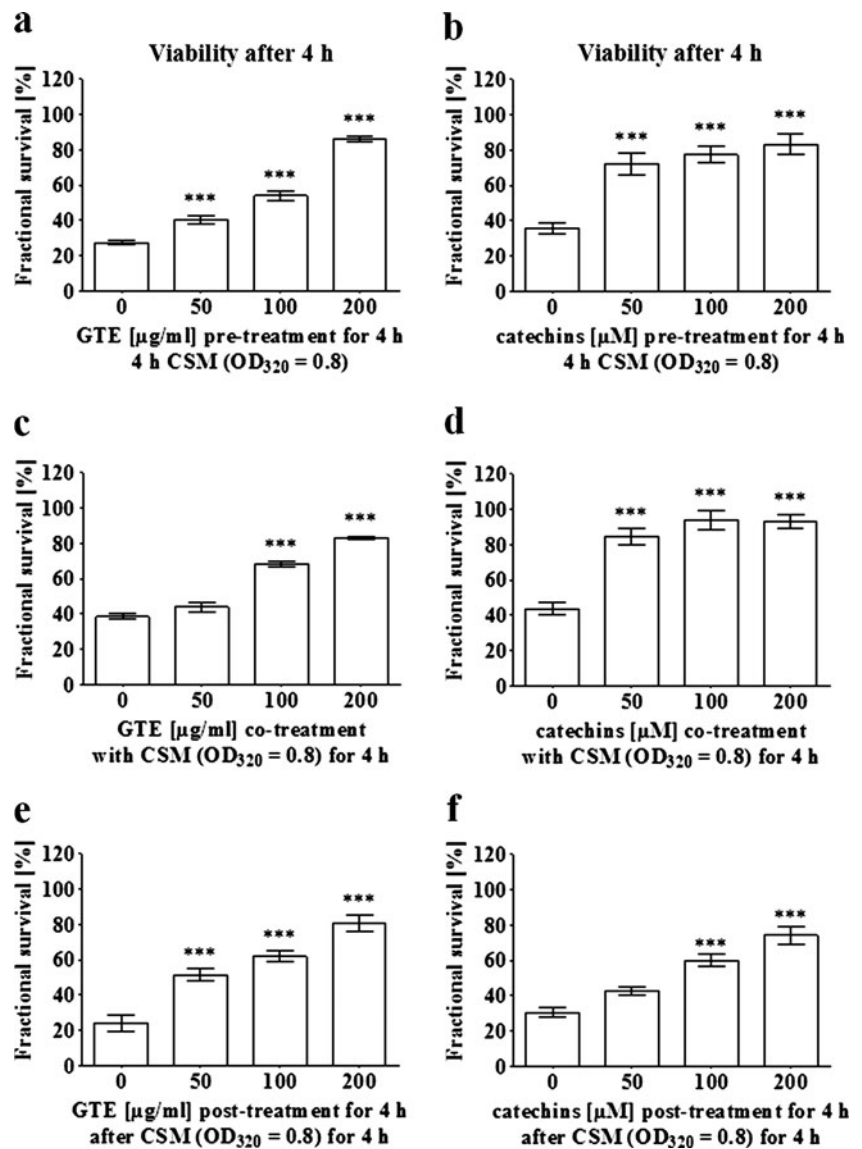 a
Viability after 4 h
Fractional survival [%]
120
100
80
60
40
20
0
***
***
***
0 50 100 200
GTE [µg/ml] pre-treatment for 4 h
4 h CSM (OD320 = 0.8)
b
Viability after 4 h
Fractional survival [%]
120
100
80
60
40
20
0
***
***
***
0 50 100 200
catechins [µM] pre-treatment for 4 h
4 h CSM (OD320 = 0.8)
c
Fractional survival [%]
120
100
80
60
40
20
0
***
***
0 50 100 200
GTE [µg/ml] co-treatment
with CSM (OD320 = 0.8) for 4 h
d
Fractional survival [%]
120
100
80
60
40
20
0
***
***
***
0 50 100 200
catechins [µM] co-treatment
with CSM (OD320 = 0.8) for 4 h
e
Fractional survival [%]
120
100
80
60
40
20
0
***
***
***
0 50 100 200
GTE [µg/ml] post-treatment for 4 h
after CSM (OD320 = 0.8) for 4 h
f
Fractional survival [%]
120
100
80
60
40
20
0
***
***
0 50 100 200
catechins [µM] post-treatment for 4 h
after CSM (OD320 = 0.8) for 4 h